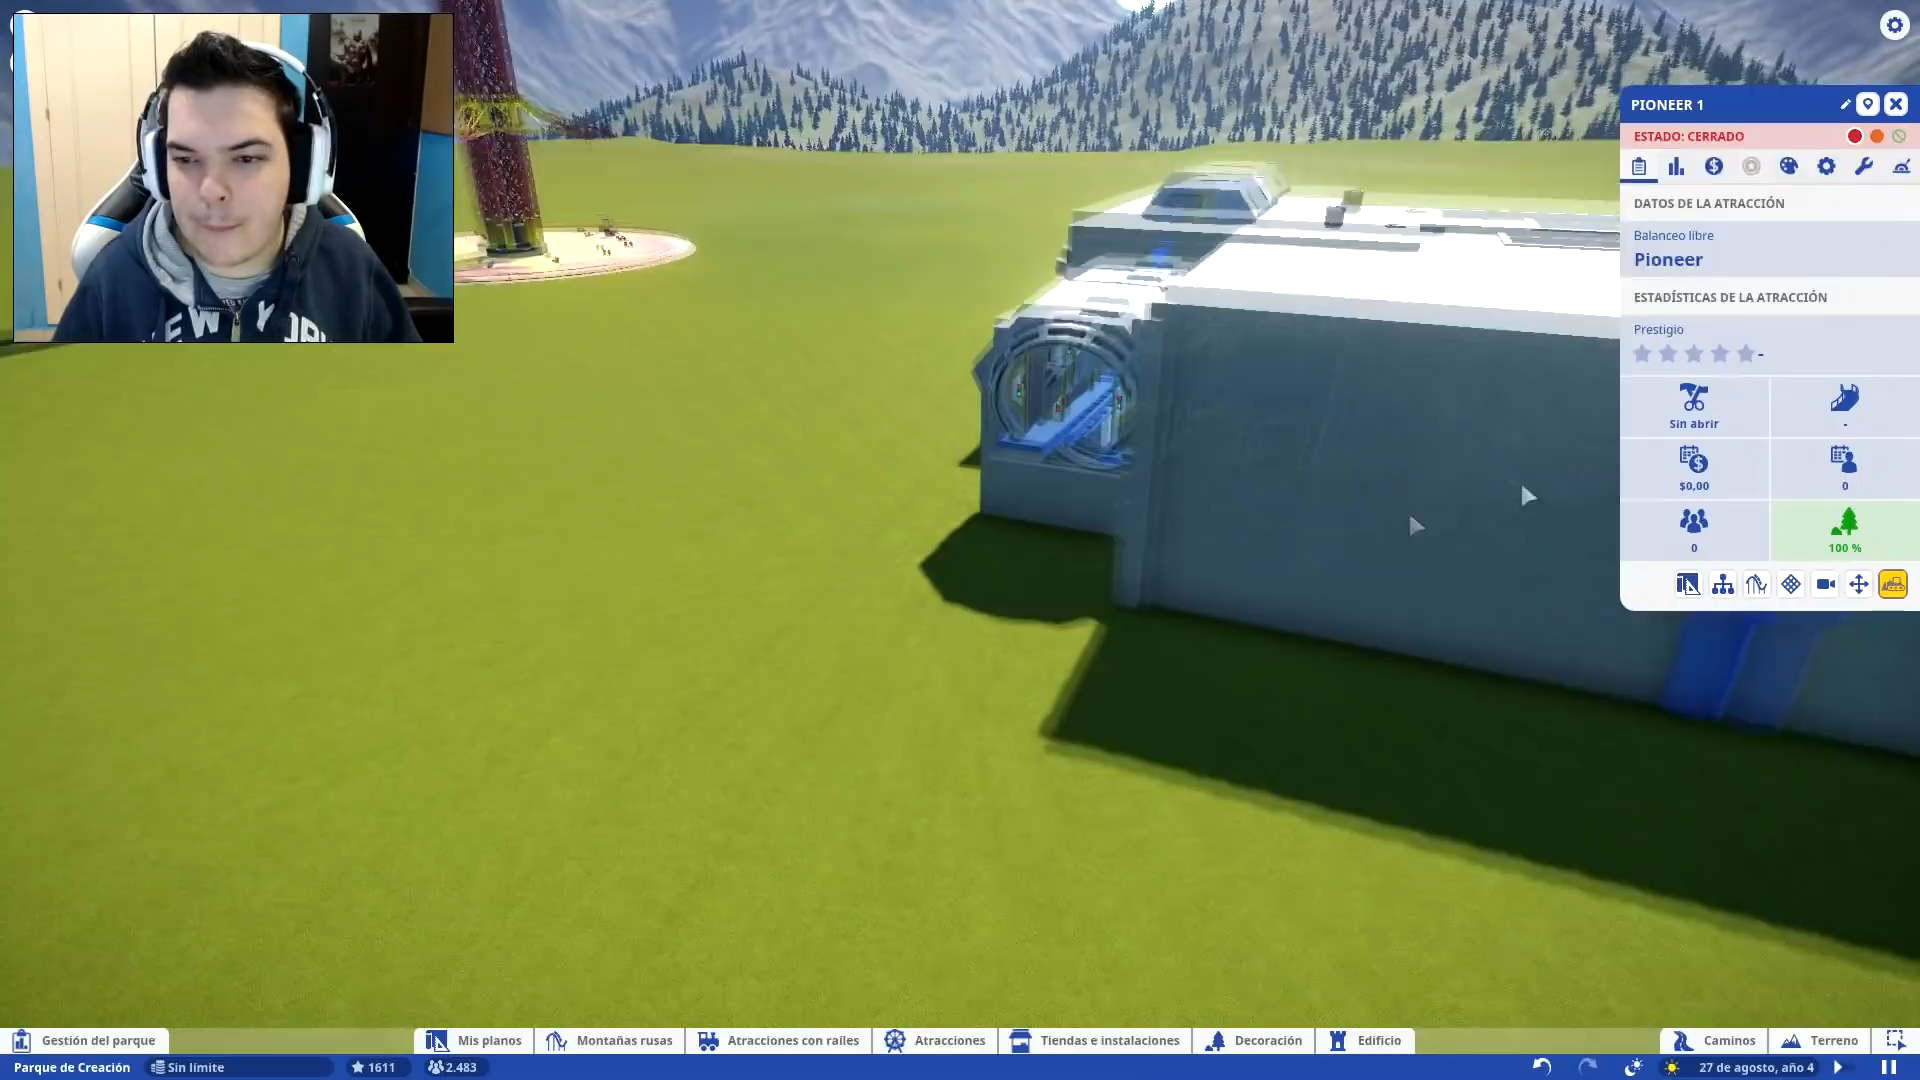 PIONEER 1
ESTADO: CERRADO
DATOS DE LA ATRACCIÓN
Balanceo libre
Pioneer
ESTADÍSTICAS DE LA ATRACCIÓN
Prestigio
-
Sin abrir
-
$0,00
0
0
100 %
EW Y
Gestión del parque
Mis planos
Montañas rusas
Atracciones con raíles
Atracciones
Tiendas e instalaciones
Decoración
Edificio
Caminos
Terreno
Parque de Creación
Sin límite
1611
2.483
27 de agosto, año 4